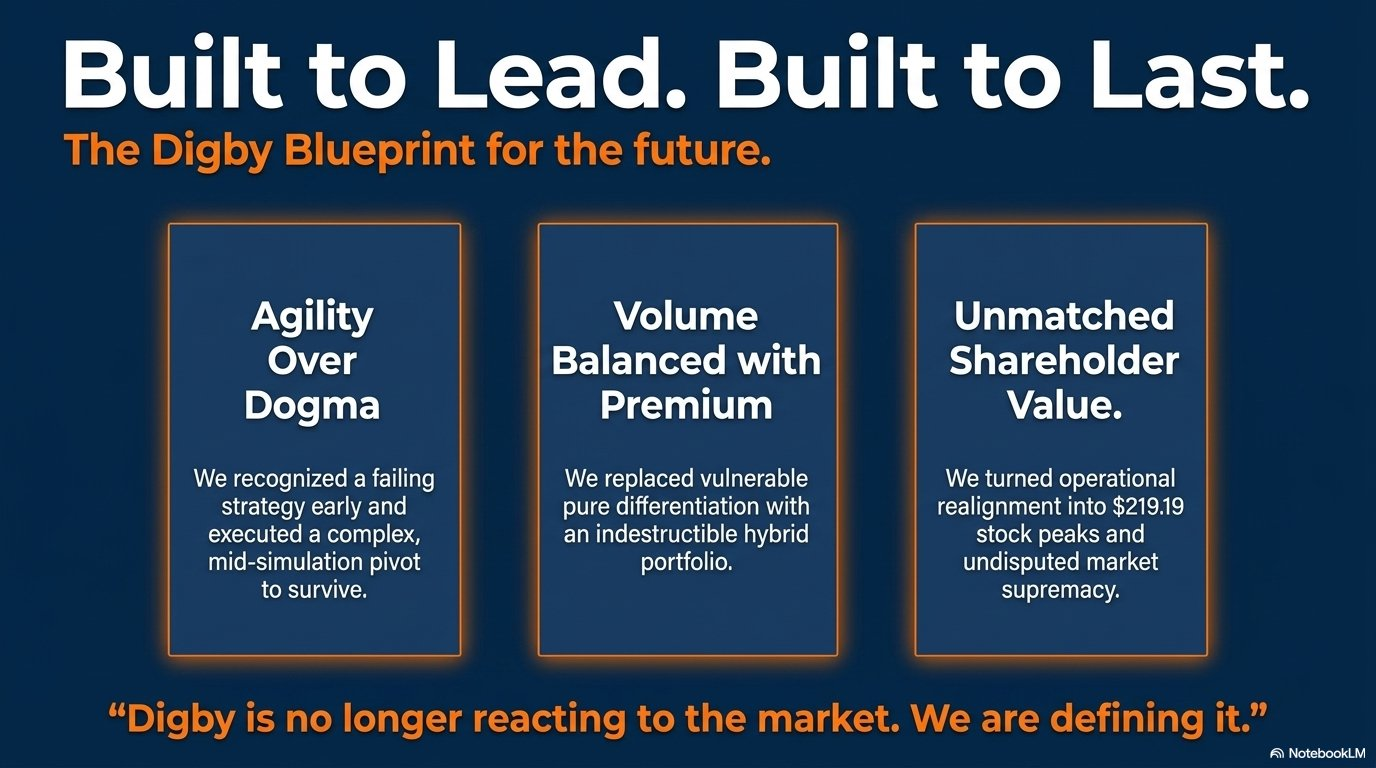 Built to Lead. Built to Last.
The Digby Blueprint for the future.
Agility
Over
Dogma
We recognized a failing
strategy early and
executed a complex,
mid-simulation pivot
to survive.
Volume
Balanced with
Premium
We replaced vulnerable
pure differentiation with
an indestructible hybrid
portfolio.
Unmatched
Shareholder
Value.
We turned operational
realignment into $219.19
stock peaks and
undisputed market
supremacy.
“Digby is no longer reacting to the market. We are defining it.”
NotebookLM